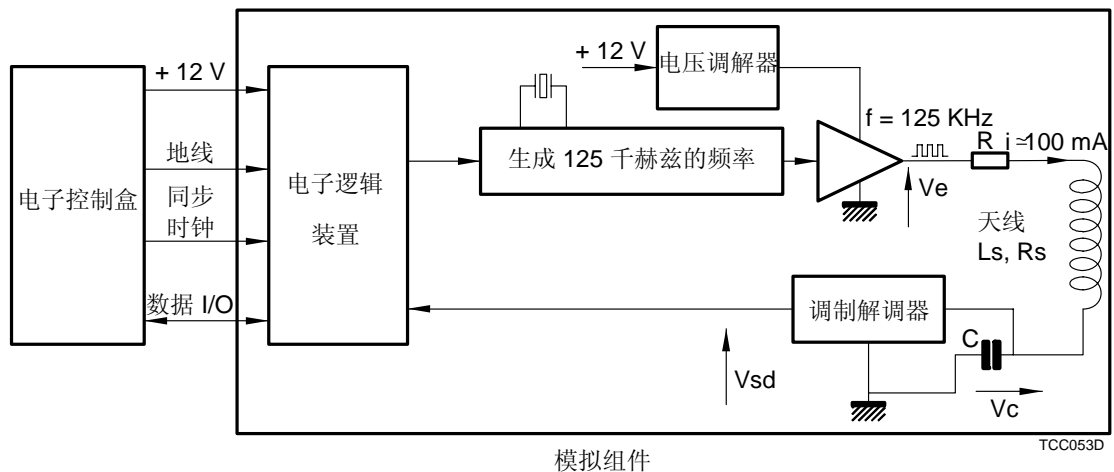 + 12 V
电压调解器
+ 12 V
f = 125 KHz
R i ≃100 mA
地线
生成 125 千赫兹的频率
电子控制盒
同步
时钟
电子逻辑
装置
Ve
天线
Ls, Rs
数据 I/O
调制解调器
C
Vsd
Vc
TCC053D
模拟组件